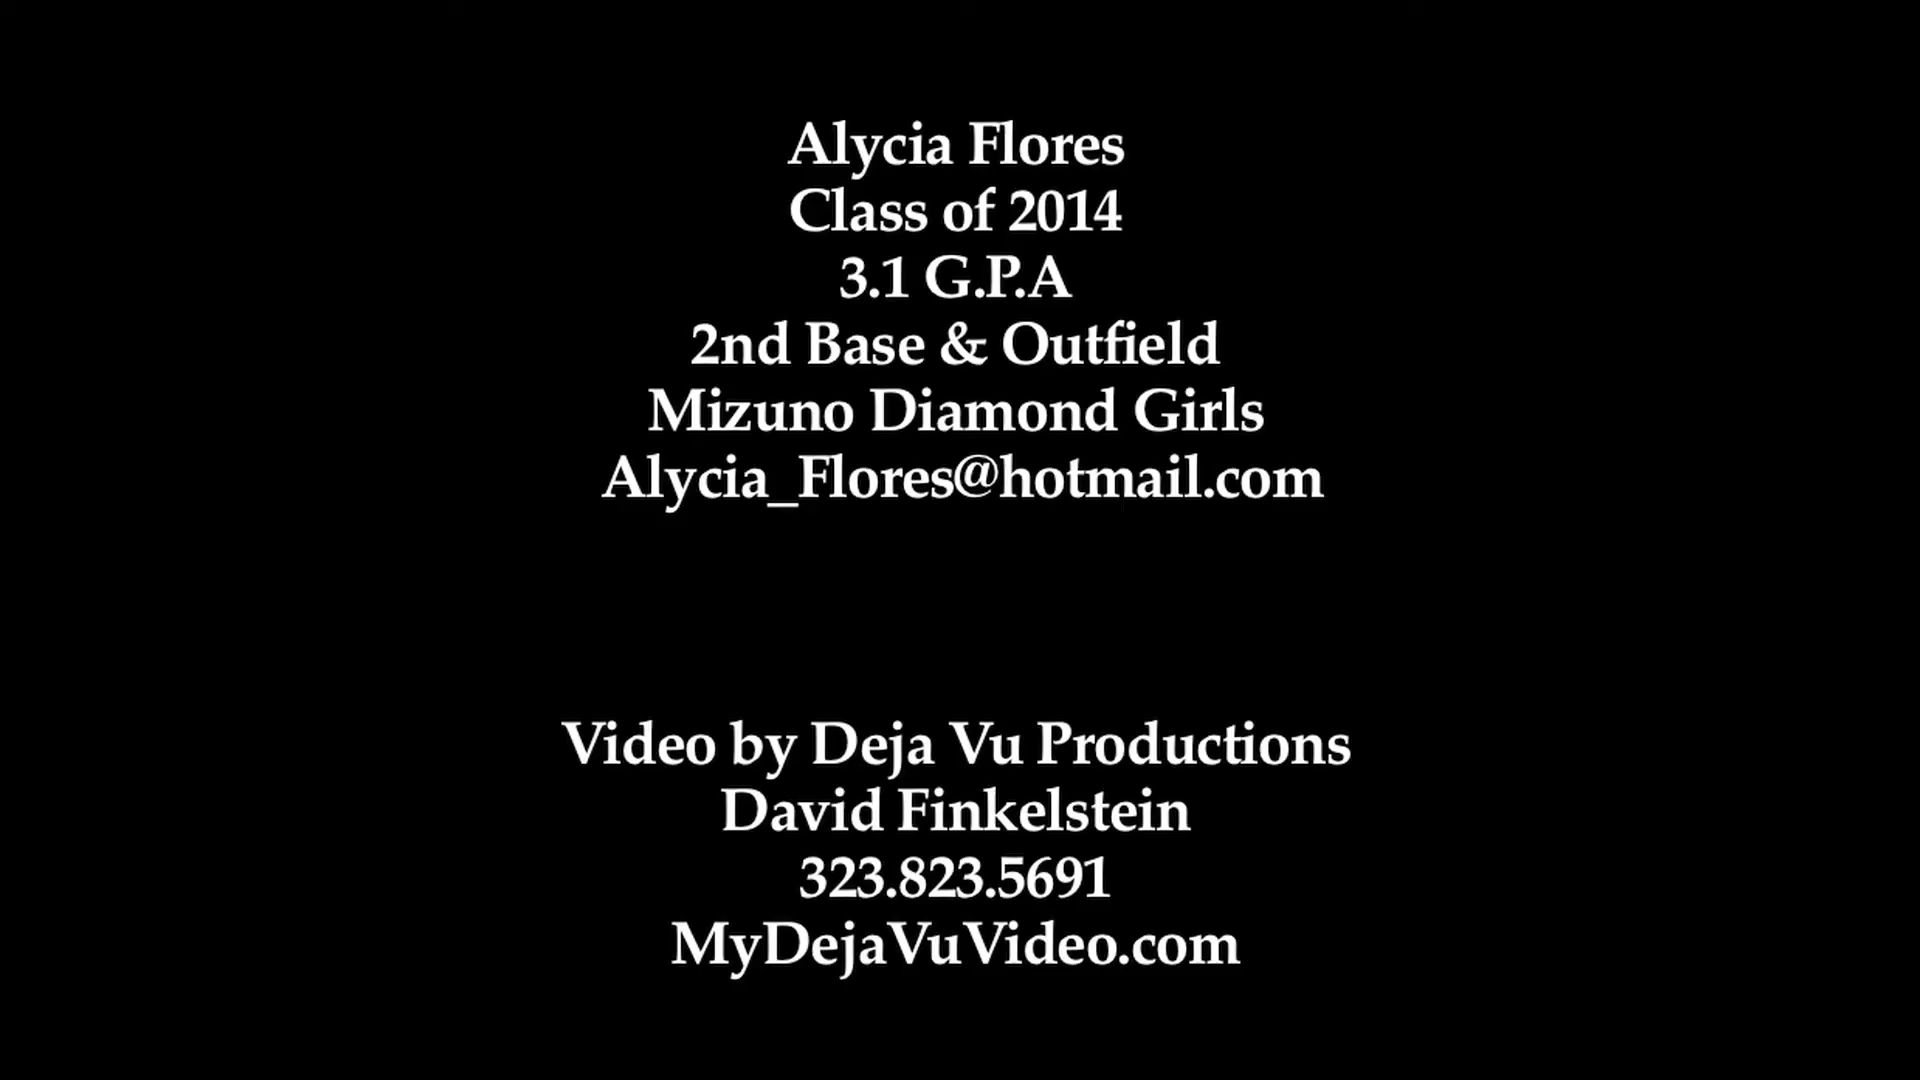 Alycia Flores
Class of 2014
3.1 G.P.A
2nd Base & Outfield
Mizuno Diamond Girls
Alycia_Flores@hotmail.com
Video by Deja Vu Productions
David Finkelstein
323.823.5691
MyDejaVuVideo.com